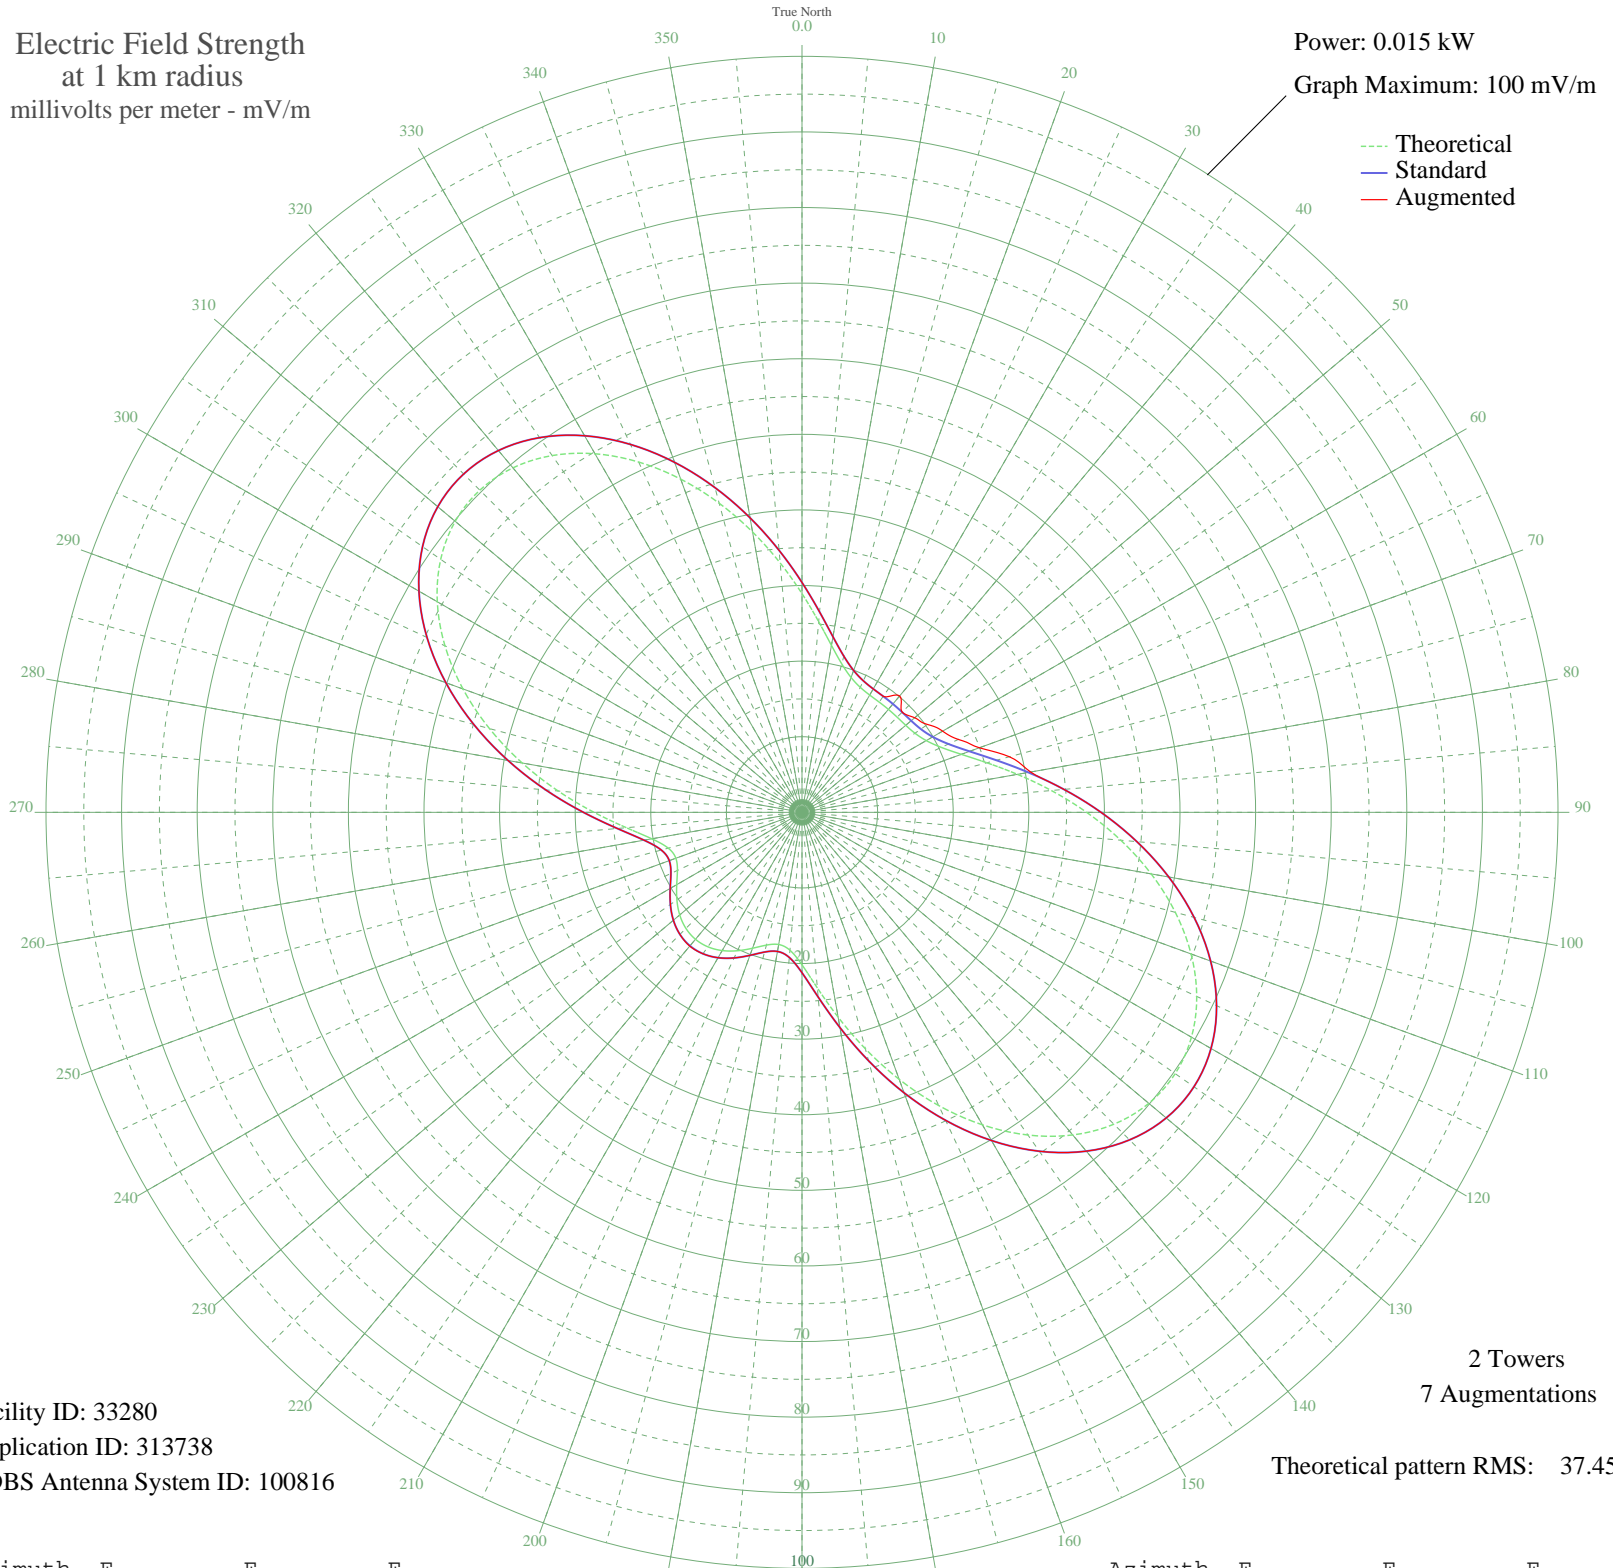 True North
Electric Field Strength
at 1 km radius
millivolts per meter - mV/m
Power: 0.015 kW
Graph Maximum: 100 mV/m
Theoretical
Standard
Augmented
0.0
10
20
30
40
50
60
70
80
90
100
110
120
130
140
150
160
200
210
220
230
240
250
260
270
280
290
300
310
320
330
340
350
20
30
40
50
60
70
80
90
100
2 Towers
7 Augmentations
Theoretical pattern RMS: 37.45
ID: 33280
ID: 313738
Antenna System ID: 100816
E E E
Azimuth E E E